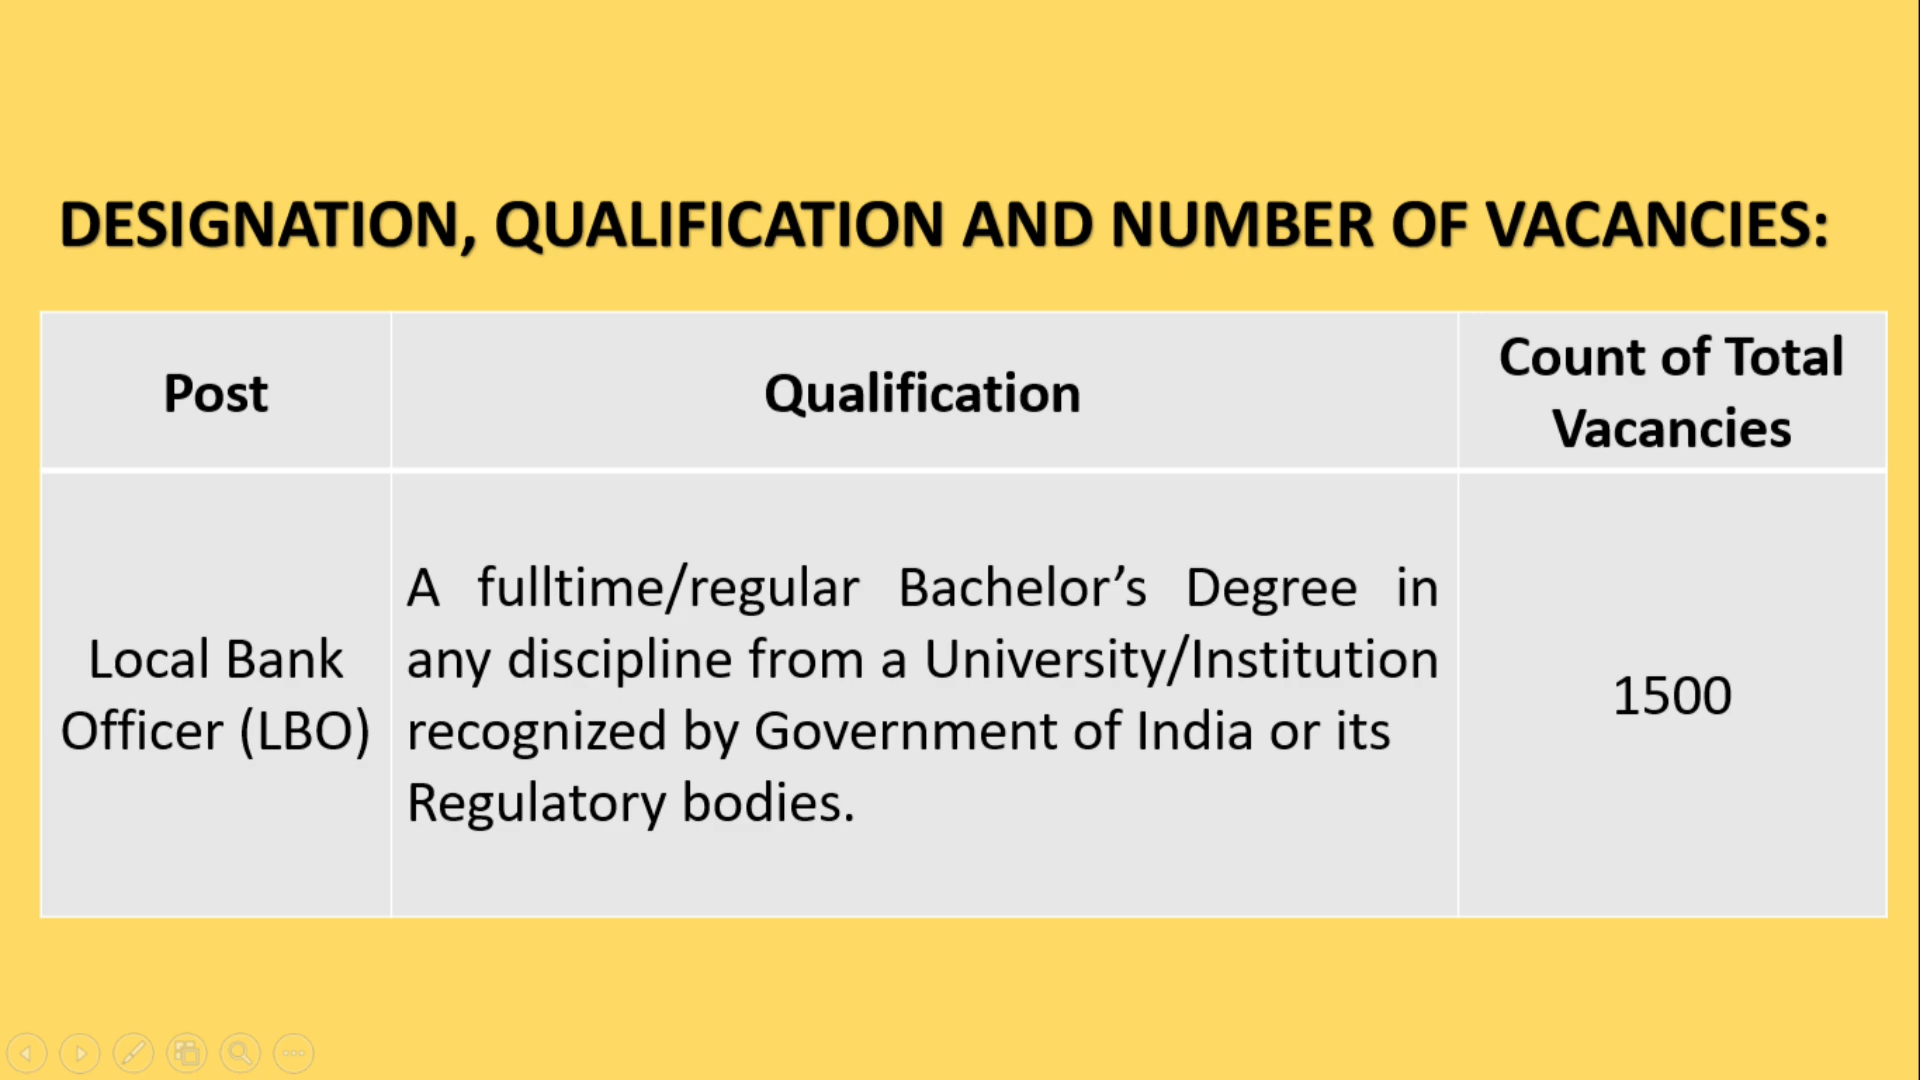 DESIGNATION, QUALIFICATION AND NUMBER OF VACANCIES:
Post
Qualification
Count of Total
Vacancies
Local Bank
Officer (LBO)
A fulltime/regular Bachelor’s Degree in
any discipline from a University/Institution
recognized by Government of India or its
Regulatory bodies.
1500